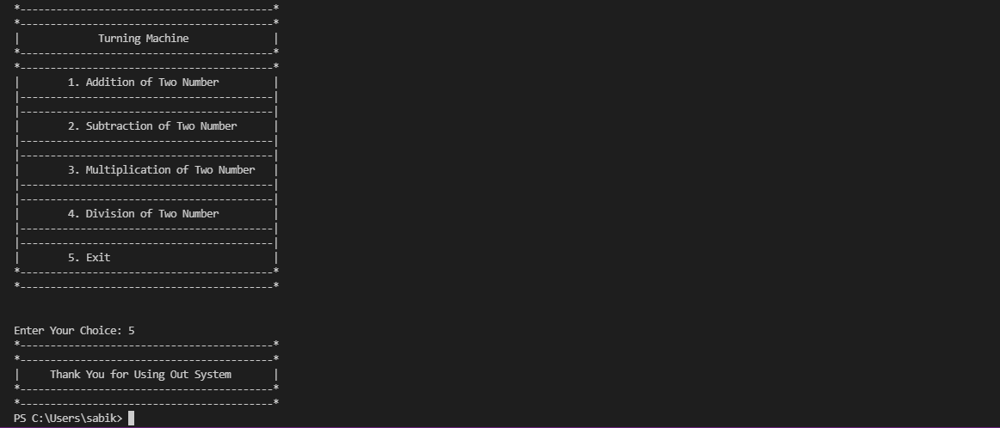 *------------------------------------------*
*------------------------------------------*
|             Turning Machine              |
*------------------------------------------*
*------------------------------------------*
|        1. Addition of Two Number         |
|------------------------------------------|
|------------------------------------------|
|        2. Subtraction of Two Number      |
|------------------------------------------|
|------------------------------------------|
|        3. Multiplication of Two Number   |
|------------------------------------------|
|------------------------------------------|
|        4. Division of Two Number         |
|------------------------------------------|
|------------------------------------------|
|        5. Exit                           |
*------------------------------------------*
*------------------------------------------*
Enter Your Choice: 5
*------------------------------------------*
*------------------------------------------*
|     Thank You for Using Out System       |
*------------------------------------------*
*------------------------------------------*
PS C:\Users\sabik>